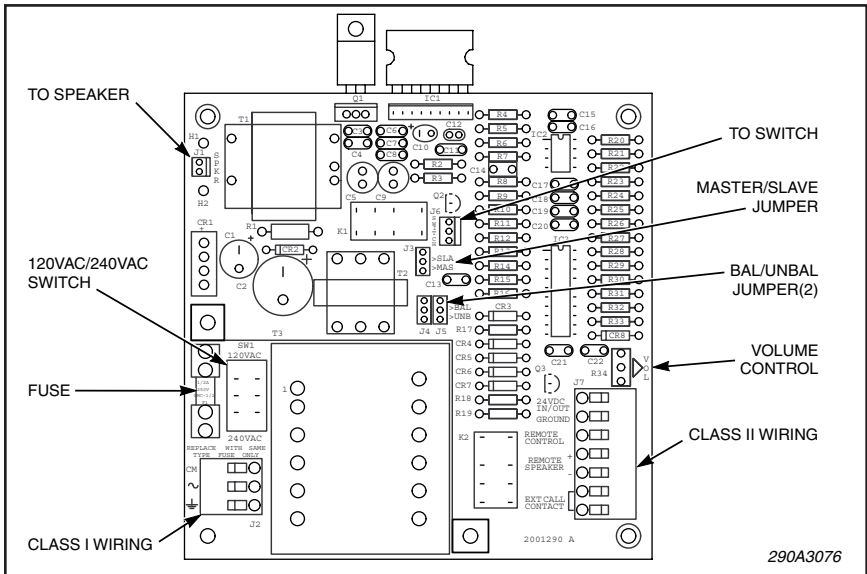 TO SPEAKER
120VAC/240VAC
SWITCH
FUSE
CLASS I WIRING
TO SWITCH
MASTER/SLAVE
JUMPER
BAL/UNBAL
JUMPER(2)
VOLUME
CONTROL
CLASS II WIRING
Q1
IC1
T1
H1
J1
SPKR
H2
CR1
+
C1
C2
R1
CR2
+
C3
C4
C6
C7
C8
+
C10
C12
C11
R2
R3
C5
C9
K1
Q2
J6
J3
>SLA
>MAS
C13
T2
T3
>BAL
>UNB
J4
J5
R4
R5
R6
R7
C14
R8
R9
R10
R11
R12
R14
R15
CR3
R17
CR4
CR5
CR6
CR7
R18
R19
IC2
C15
C16
C17
C18
C19
C20
C21
C22
R20
R21
R23
R24
R25
R26
R27
R28
R29
R30
R31
R32
R33
CR8
R34
VOL
Q3
J7
24VDC
IN/OUT
GROUND
REMOTE
CONTROL
REMOTE
SPEAKER
+
-
EXT CALL
CONTACT
K2
SW1
120VAC
240VAC
1
REPLACE WITH SAME
TYPE FUSE ONLY
CM
~
J2
2001290 A
290A3076